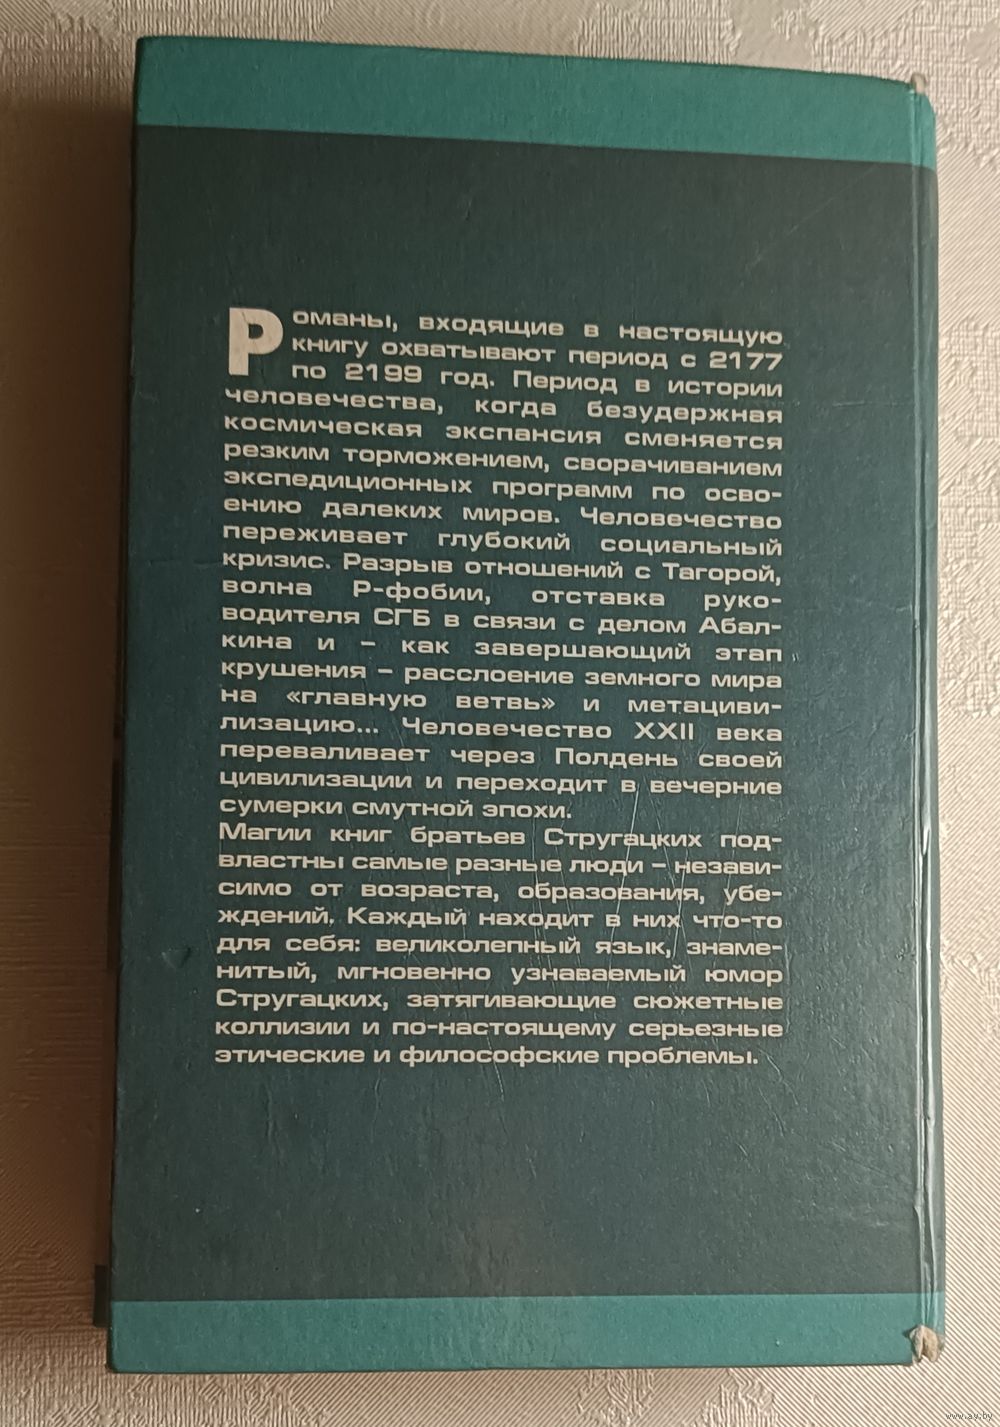 Романы, входящие в настоящую
книгу охватывают период с 2177
по 2199 год. Период в истории
человечества, когда безудержная
космическая экспансия сменяется
резким торможением, сворачиванием
экспедиционных программ по осво-
ению далеких миров. Человечество
переживает глубокий социальный
кризис. Разрыв отношений с Тагорой,
волна Р-фобии, отставка руко-
водителя СГБ в связи с делом Абал-
кина и – как завершающий этап
крушения – расслоение земного мира
на «главную ветвь» и метациви-
лизацию... Человечество XXII века
переваливает через Полдень своей
цивилизации и переходит в вечерние
сумерки смутной эпохи.
Магии книг братьев Стругацких под-
властны самые разные люди – незави-
симо от возраста, образования, убе-
ждений. Каждый находит в них что-то
для себя: великолепный язык, знаме-
нитый, мгновенно узнаваемый юмор
Стругацких, затягивающие сюжетные
коллизии и по-настоящему серьезные
этические и философские проблемы.
www.ay.by